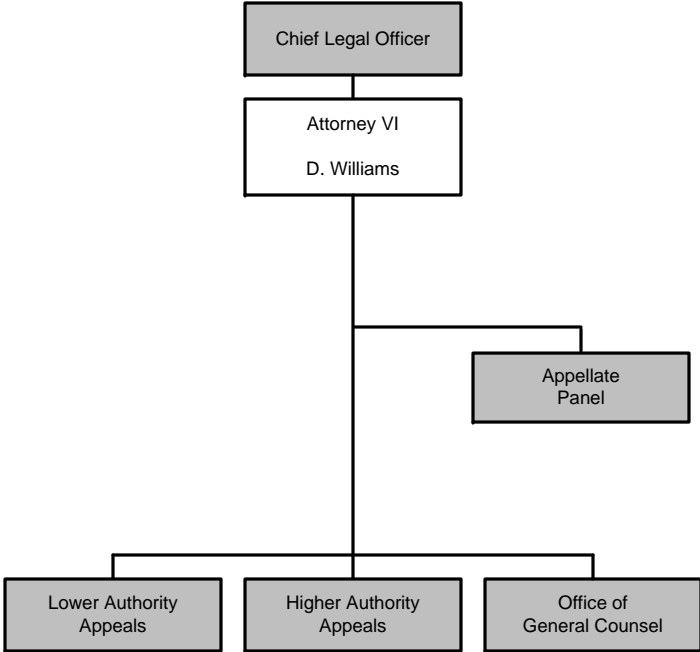 Chief Legal Officer
Attorney VI
D. Williams
Appellate
Panel
Lower Authority
Appeals
Higher Authority
Appeals
Office of
General Counsel